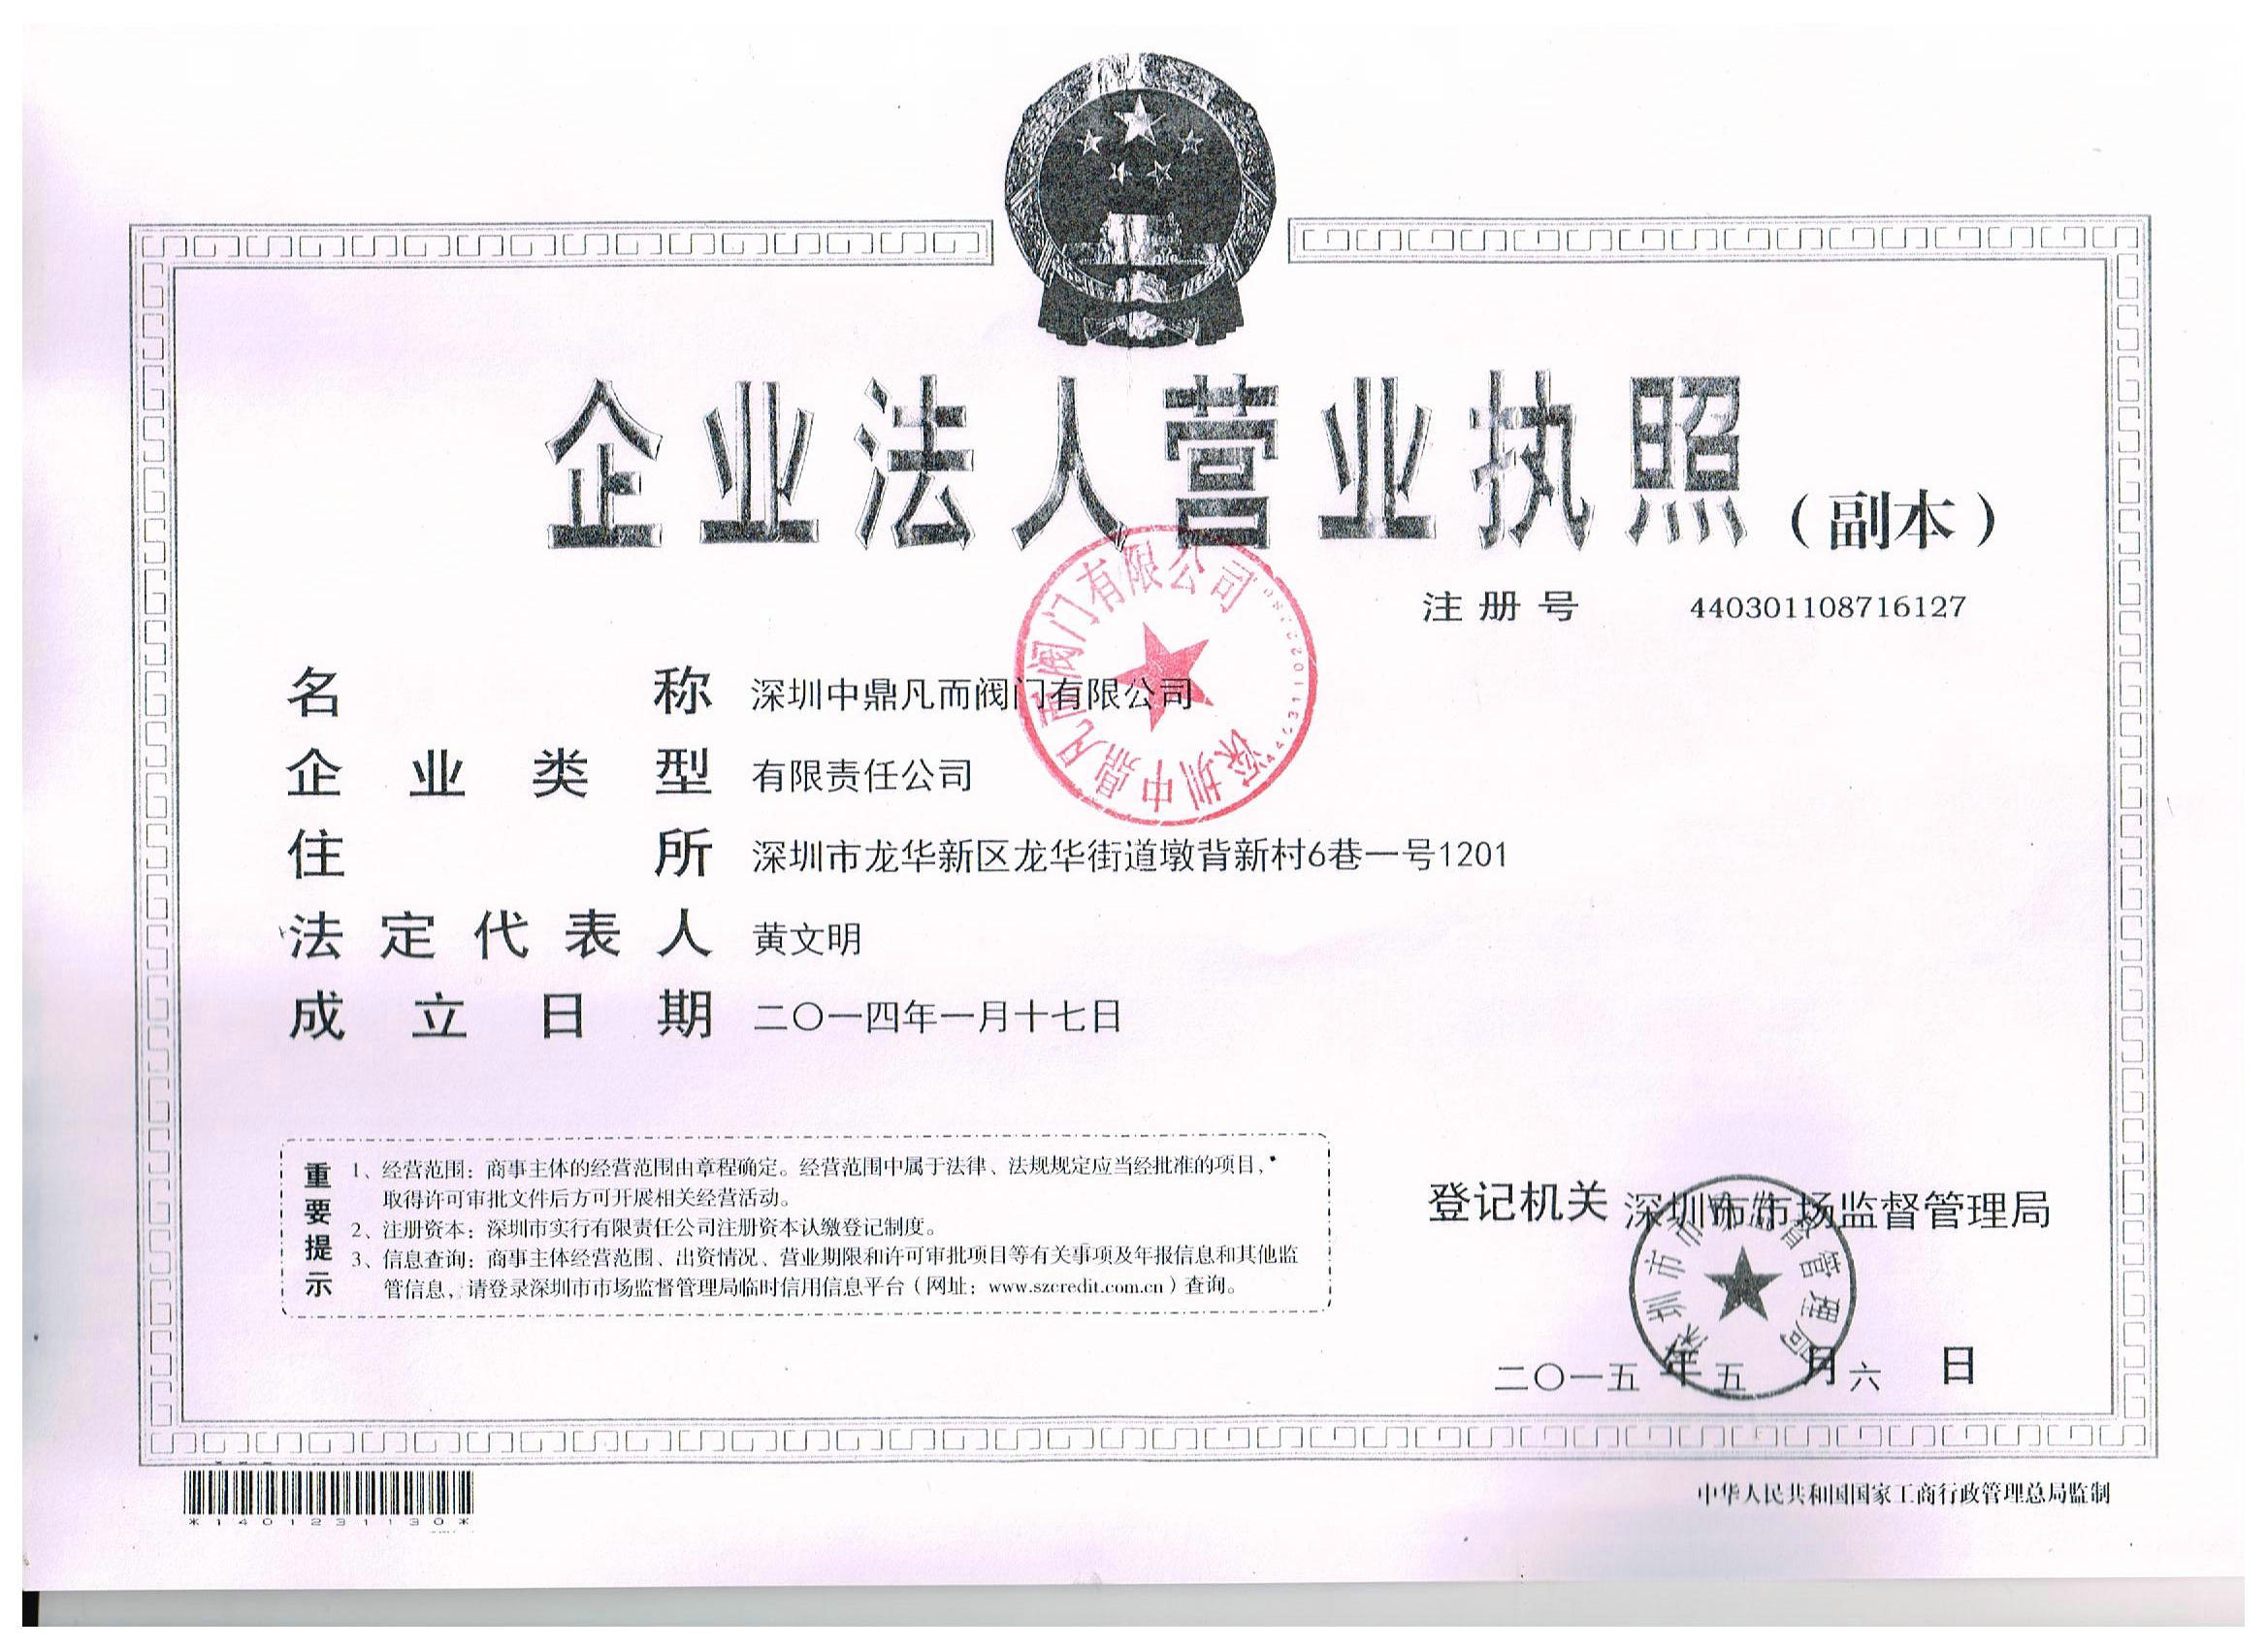 企业法人营业执照（副本）
注册号 440301108716127
名称 深圳中鼎凡而阀门有限公司
企业类型 有限责任公司
住所 深圳市龙华新区龙华街道墩背新村6巷一号1201
法定代表人 黄文明
成立日期 二〇一四年一月十七日
深圳中鼎凡而阀门有限公司
重要提示
1、经营范围：商事主体的经营范围由章程确定。经营范围中属于法律、法规规定应当经批准的项目，
取得许可审批文件后方可开展相关经营活动。
2、注册资本：深圳市实行有限责任公司注册资本认缴登记制度。
3、信息查询：商事主体经营范围、出资情况、营业期限和许可审批项目等有关事项及年报信息和其他监
管信息，请登录深圳市市场监督管理局临时信用信息平台（网址：www.szcredit.com.cn）查询。
登记机关 深圳市市场监督管理局
深圳市市场监督管理局
二〇一五年五月六日
*1401231130*
中华人民共和国国家工商行政管理总局监制